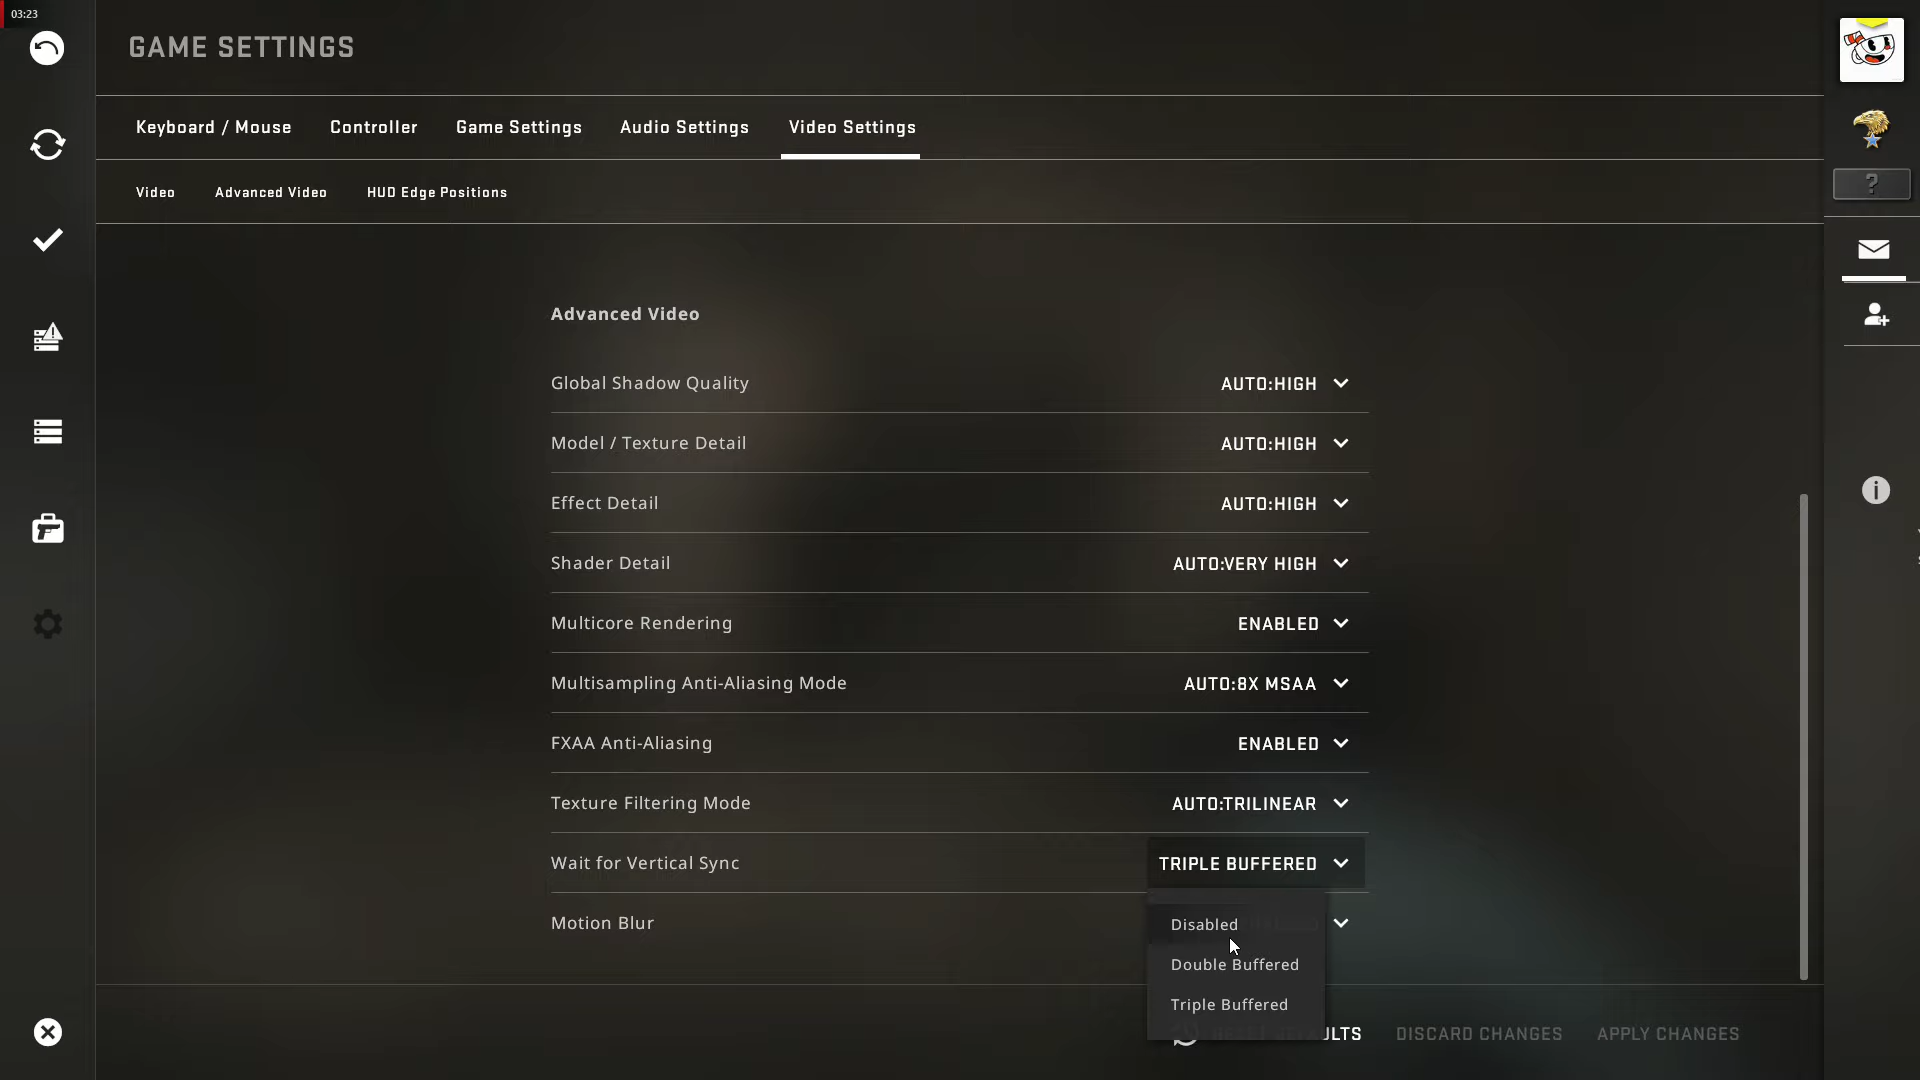 03:23
GAME SETTINGS
Keyboard / Mouse Controller Game Settings Audio Settings Video Settings
Video Advanced Video HUD Edge Positions
?
Advanced Video
Global Shadow Quality AUTO:HIGH
Model / Texture Detail AUTO:HIGH
Effect Detail AUTO:HIGH
Shader Detail AUTO:VERY HIGH
Multicore Rendering ENABLED
Multisampling Anti-Aliasing Mode AUTO:8X MSAA
FXAA Anti-Aliasing ENABLED
Texture Filtering Mode AUTO:TRILINEAR
Wait for Vertical Sync TRIPLE BUFFERED
Motion Blur
Disabled
Double Buffered
Triple Buffered
DISCARD CHANGES APPLY CHANGES